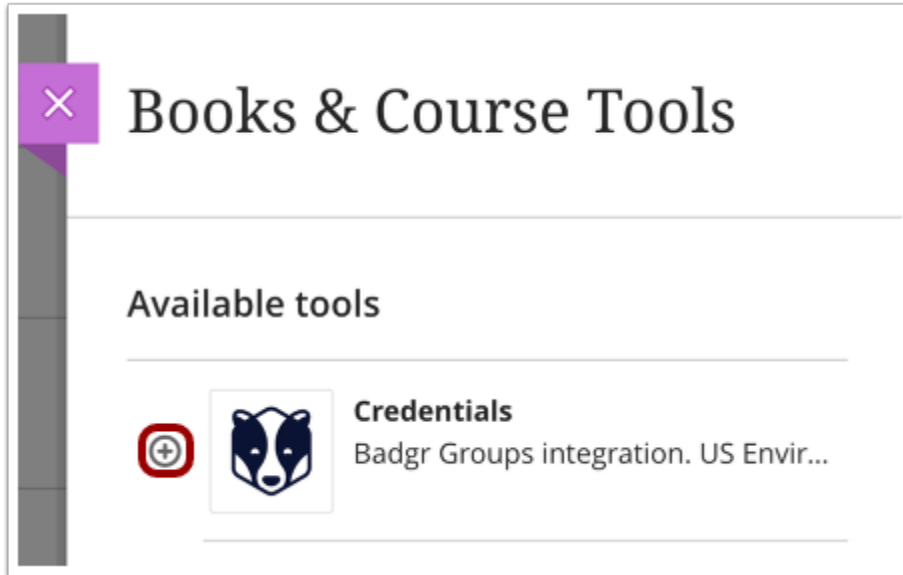 Books & Course Tools
Available tools
Credentials
Badgr Groups integration. US Envir...